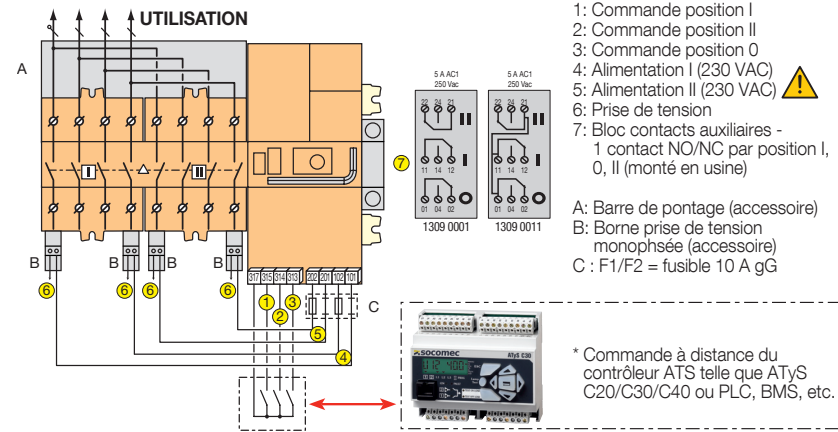 UTILISATION
A
I
II
B
B
B
B
6
6
6
6
317 315 314 313
202 201 102 101
1
2
3
C
5
4
7
5 A AC1
250 Vac
22 24 21
II
11 14 12
I
01 04 02
O
1309 0001
5 A AC1
250 Vac
22 24 21
II
11 14 12
I
01 04 02
O
1309 0011
1: Commande position I
2: Commande position II
3: Commande position 0
4: Alimentation I (230 VAC)
5: Alimentation II (230 VAC)
6: Prise de tension
7: Bloc contacts auxiliaires -
1 contact NO/NC par position I,
0, II (monté en usine)
A: Barre de pontage (accessoire)
B: Borne prise de tension
monophsée (accessoire)
C : F1/F2 = fusible 10 A gG
socomec
ATyS C30
* Commande à distance du
contrôleur ATS telle que ATyS
C20/C30/C40 ou PLC, BMS, etc.